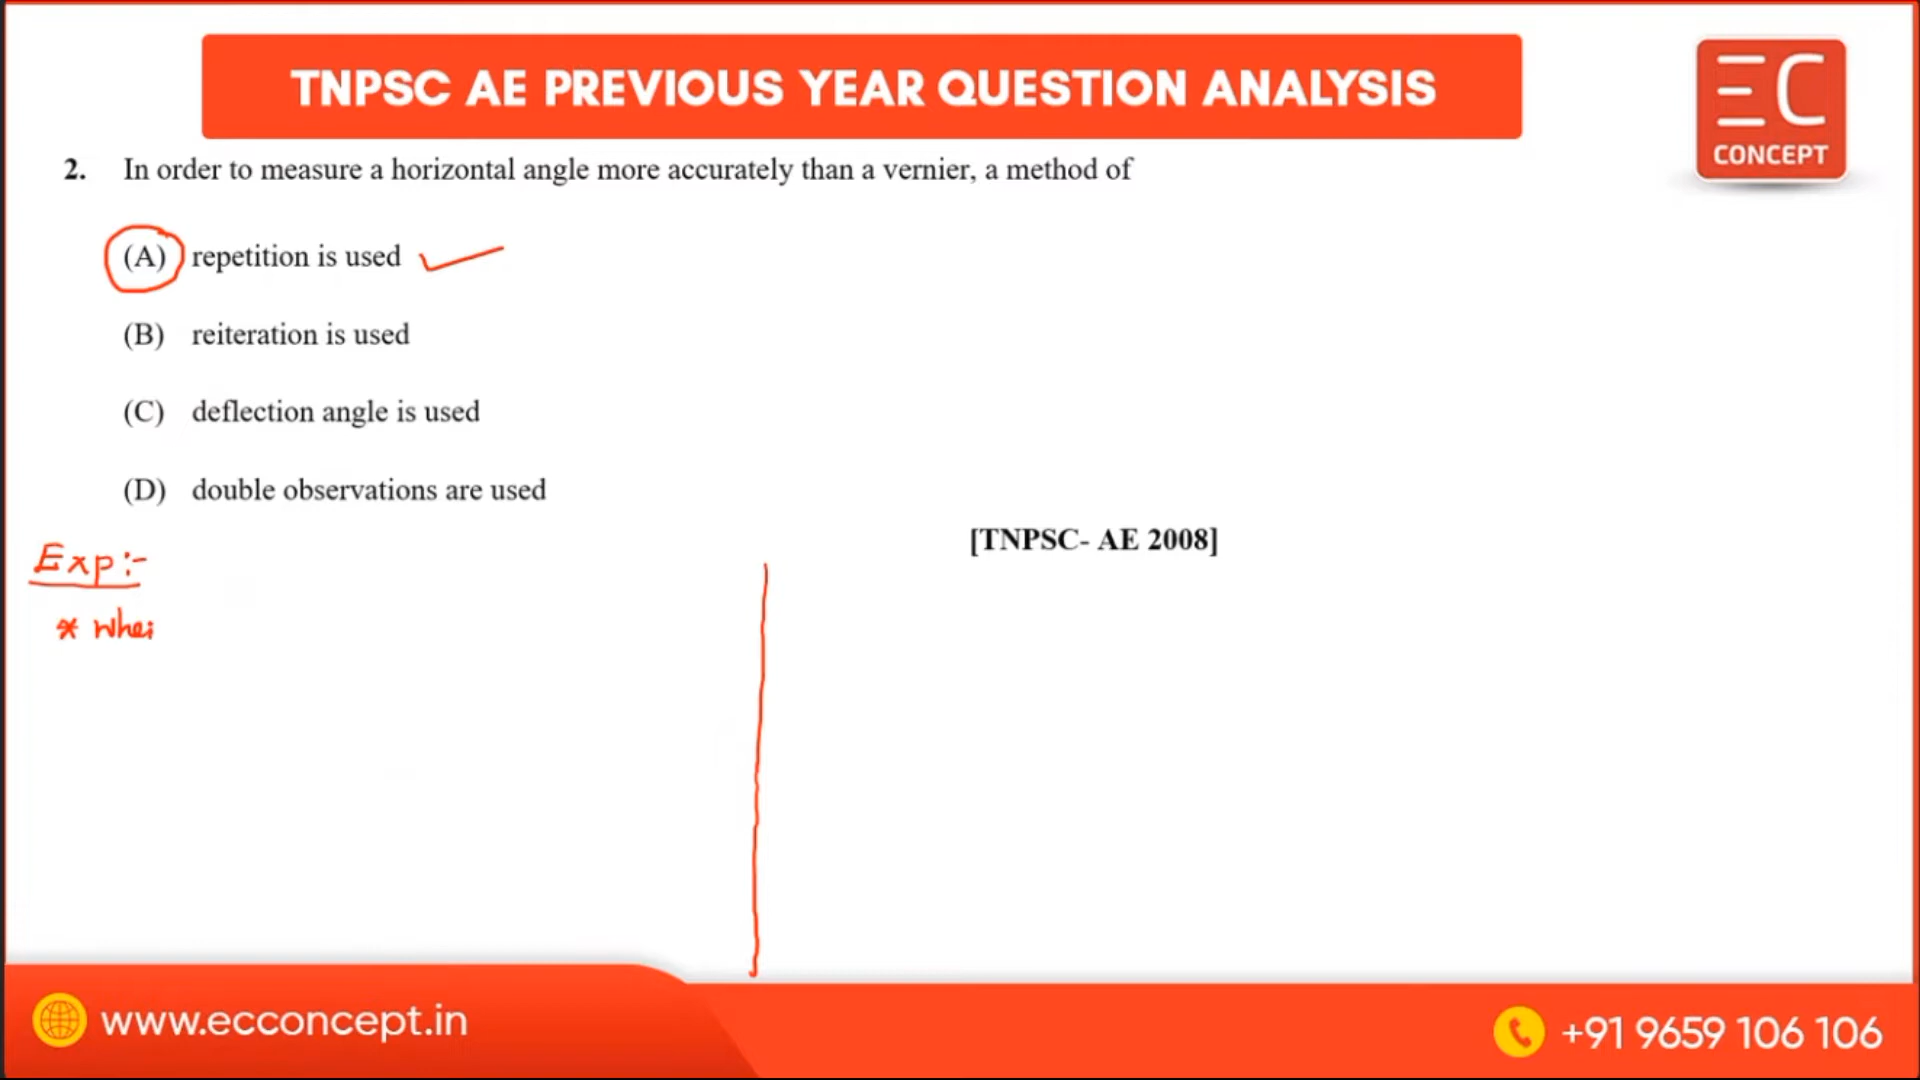 TNPSC AE PREVIOUS YEAR QUESTION ANALYSIS
EC
CONCEPT
2. In order to measure a horizontal angle more accurately than a vernier, a method of
(A) repetition is used
(B) reiteration is used
(C) deflection angle is used
(D) double observations are used
[TNPSC- AE 2008]
Exp:-
* Whei
www.ecconcept.in
+91 9659 106 106